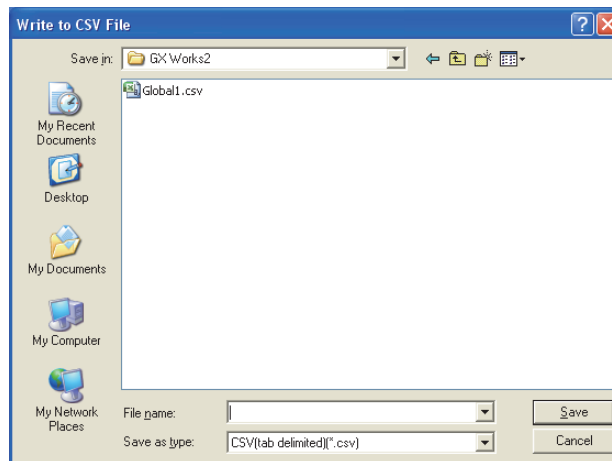 Write to CSV File
Save in:
GX Works2
Global1.csv
My Recent
Documents
Desktop
My Documents
My Computer
My Network
Places
File name:
Save
Save as type:
CSV(tab delimited)(*.csv)
Cancel